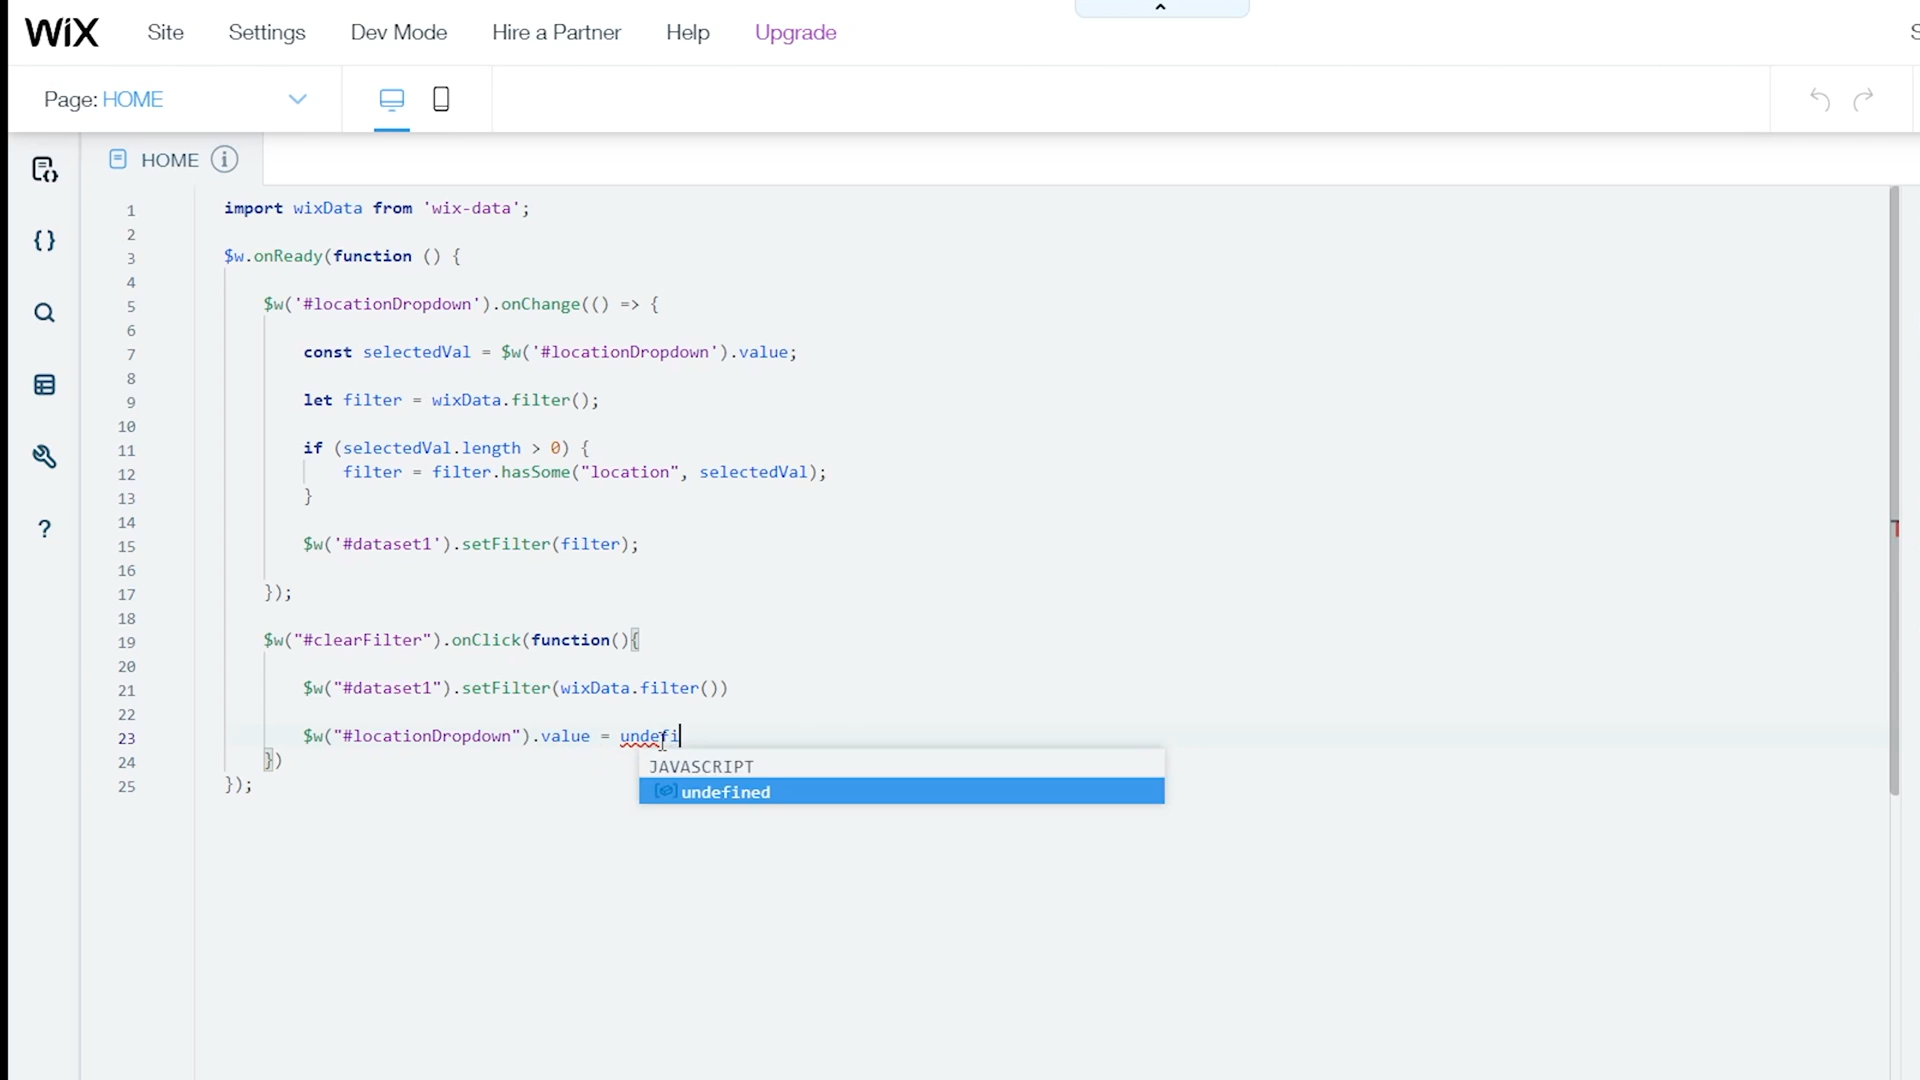 WiX Site Settings Dev Mode Hire a Partner Help Upgrade S
Page: HOME
HOME
1 import wixData from 'wix-data';
2
3 $w.onReady(function () {
4
5 $w('#locationDropdown').onChange(() => {
6
7 const selectedVal = $w('#locationDropdown').value;
8
9 let filter = wixData.filter();
10
11 if (selectedVal.length > 0) {
12 filter = filter.hasSome("location", selectedVal);
13 }
14
15 $w('#dataset1').setFilter(filter);
16
17 });
18
19 $w("#clearFilter").onClick(function(){
20
21 $w("#dataset1").setFilter(wixData.filter())
22
23 $w("#locationDropdown").value = undefi
24 })
JAVASCRIPT
25 });
undefined